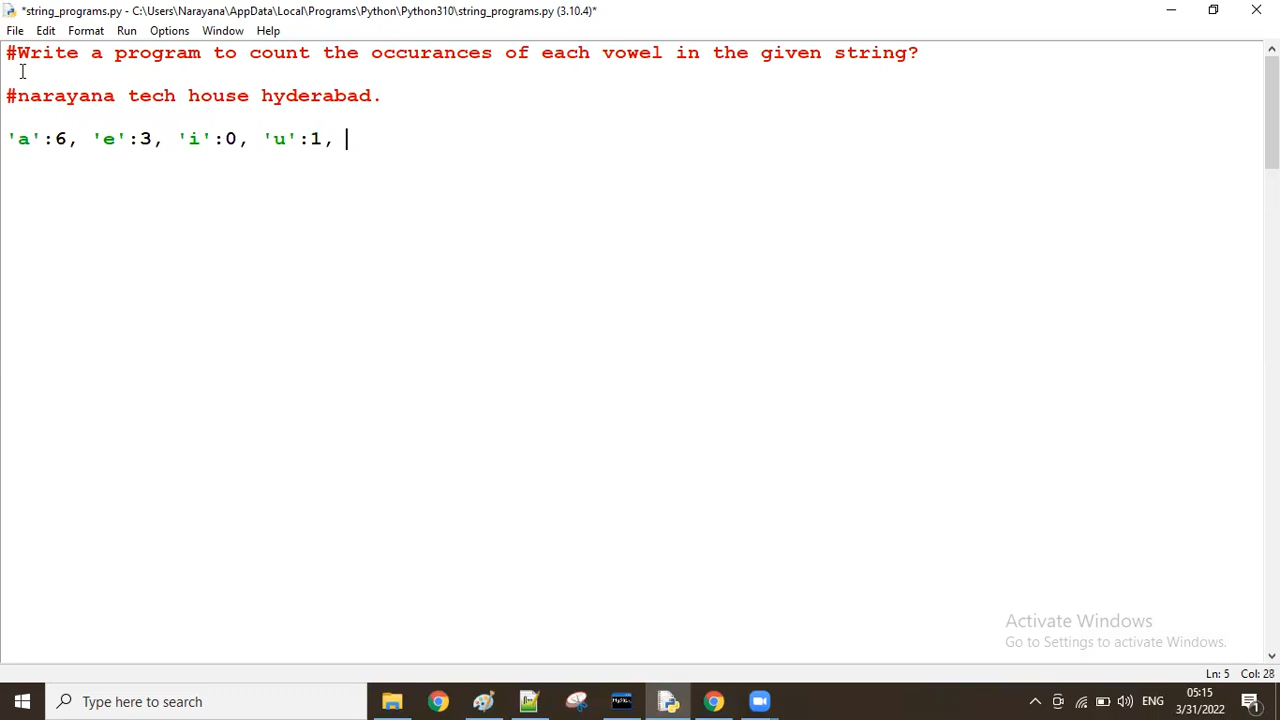 *string_programs.py - C:\Users\Narayana\AppData\Local\Programs\Python\Python310\string_programs.py (3.10.4)*
File Edit Format Run Options Window Help
#Write a program to count the occurances of each vowel in the given string?
#narayana tech house hyderabad.
'a':6, 'e':3, 'i':0, 'u':1,
Activate Windows
Go to Settings to activate Windows.
Ln: 5 Col: 28
Type here to search
ENG
05:15
3/31/2022
1